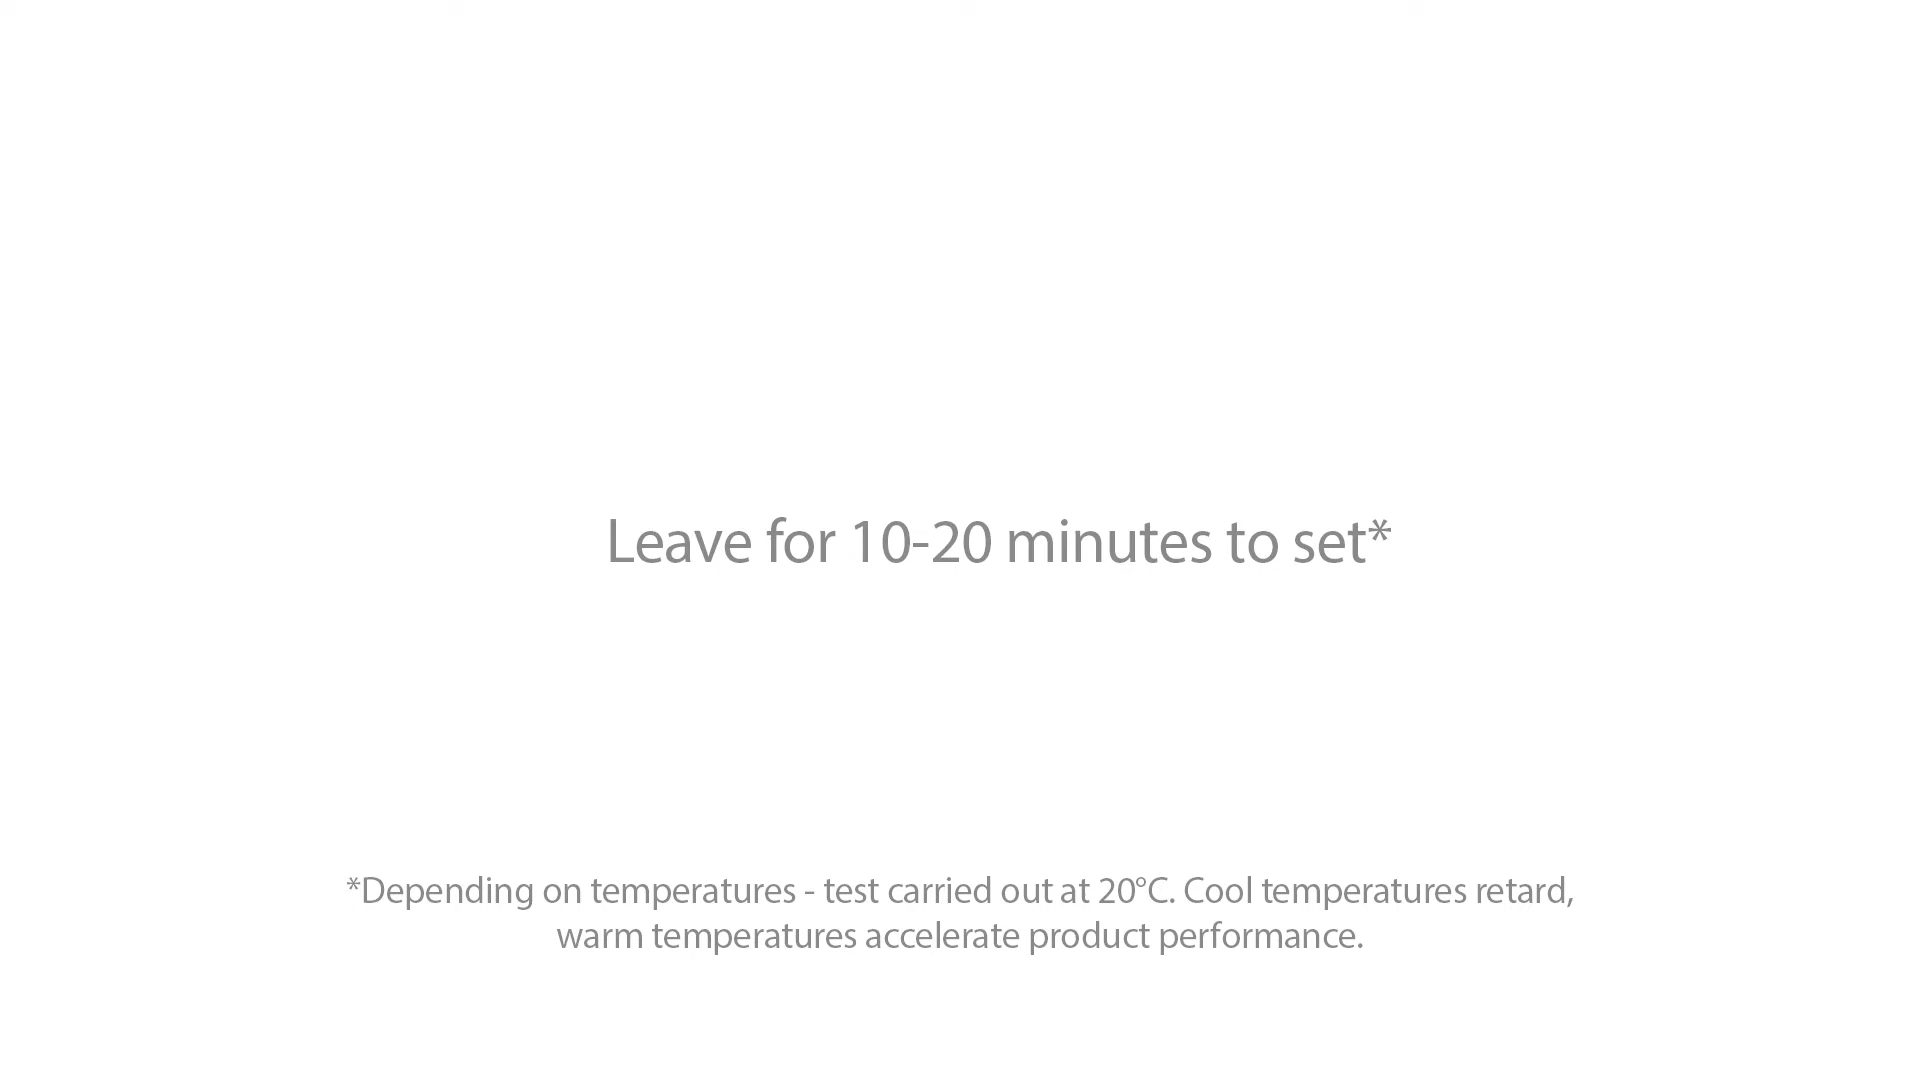 Leave for 10-20 minutes to set*
*Depending on temperatures - test carried out at 20°C. Cool temperatures retard,
warm temperatures accelerate product performance.